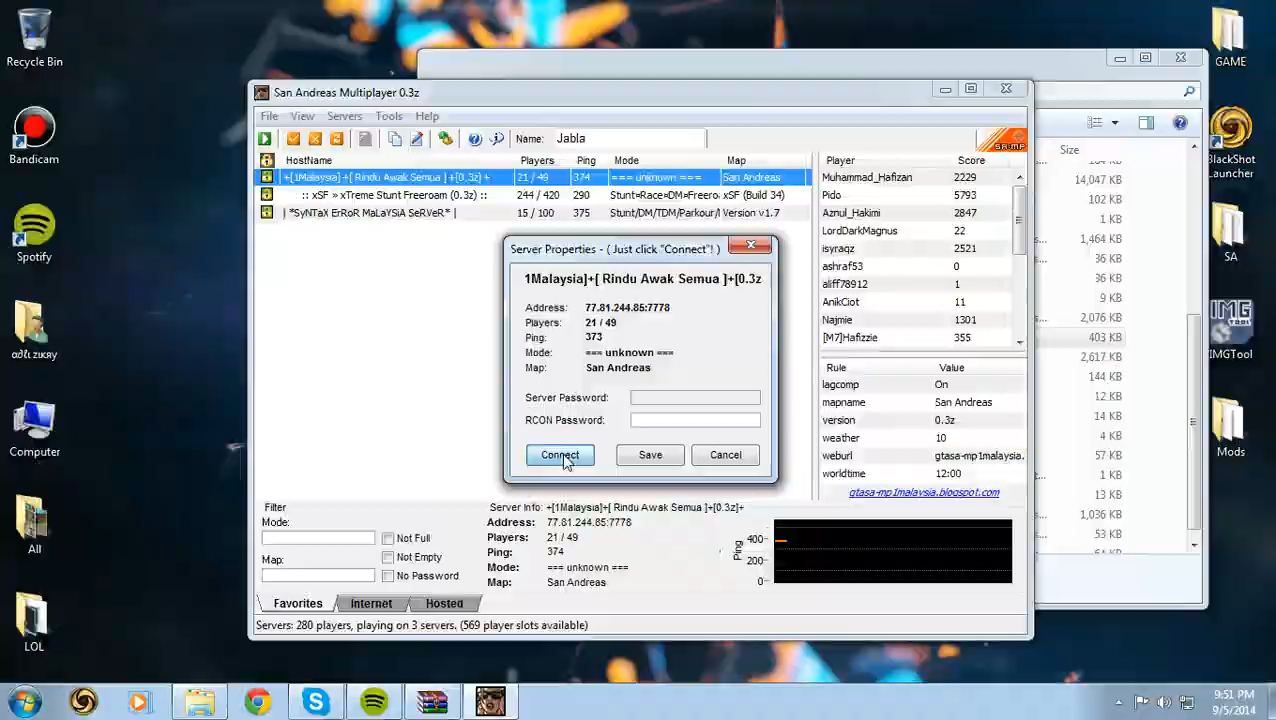 Recycle Bin
Bandicam
Spotify
Computer
All
LOL
GAME
BlackShot
Launcher
SA
IMGTool
Mods
San Andreas Multiplayer 0.3z
File View Servers Tools Help
Name: Jabla
SA:MP
HostName Players Ping Mode Map
+[1Malaysia]+[ Rindu Awak Semua ]+[0.3z]+ 21 / 49 374 === unknown === San Andreas
:: xSF » xTreme Stunt Freeroam (0.3z) :: 244 / 420 290 Stunt»Race»DM»Freero xSF (Build 34)
| *SyNTaX ErRoR MaLaYSiA SeRVeR* | 15 / 100 375 Stunt/DM/TDM/Parkour/ Version v1.7
Player Score
Muhammad_Hafizan 2229
Pido 5793
Aznul_Hakimi 2847
LordDarkMagnus 22
isyraqz 2521
ashraf53 0
aliff78912 1
AnikCiot 11
Najmie 1301
[M7]Hafizzie 355
Rule Value
lagcomp On
mapname San Andreas
version 0.3z
weather 10
weburl gtasa-mp1malaysia.
worldtime 12:00
gtasa-mp1malaysia.blogspot.com
Server Properties - ( Just click "Connect"! )
1Malaysia]+[ Rindu Awak Semua ]+[0.3z
Address: 77.81.244.85:7778
Players: 21 / 49
Ping: 373
Mode: === unknown ===
Map: San Andreas
Server Password:
RCON Password:
Connect Save Cancel
Filter
Mode:
Map:
Not Full
Not Empty
No Password
Server Info: +[1Malaysia]+[ Rindu Awak Semua ]+[0.3z]+
Address: 77.81.244.85:7778
Players: 21 / 49
Ping: 374
Mode: === unknown ===
Map: San Andreas
Ping
400
200
0
Favorites Internet Hosted
Servers: 280 players, playing on 3 servers. (569 player slots available)
Size
14,047 KB
102 KB
1 KB
1,464 KB
36 KB
36 KB
9 KB
2,076 KB
403 KB
2,617 KB
144 KB
12 KB
14 KB
4 KB
57 KB
1 KB
13 KB
1,036 KB
53 KB
9:51 PM
9/5/2014